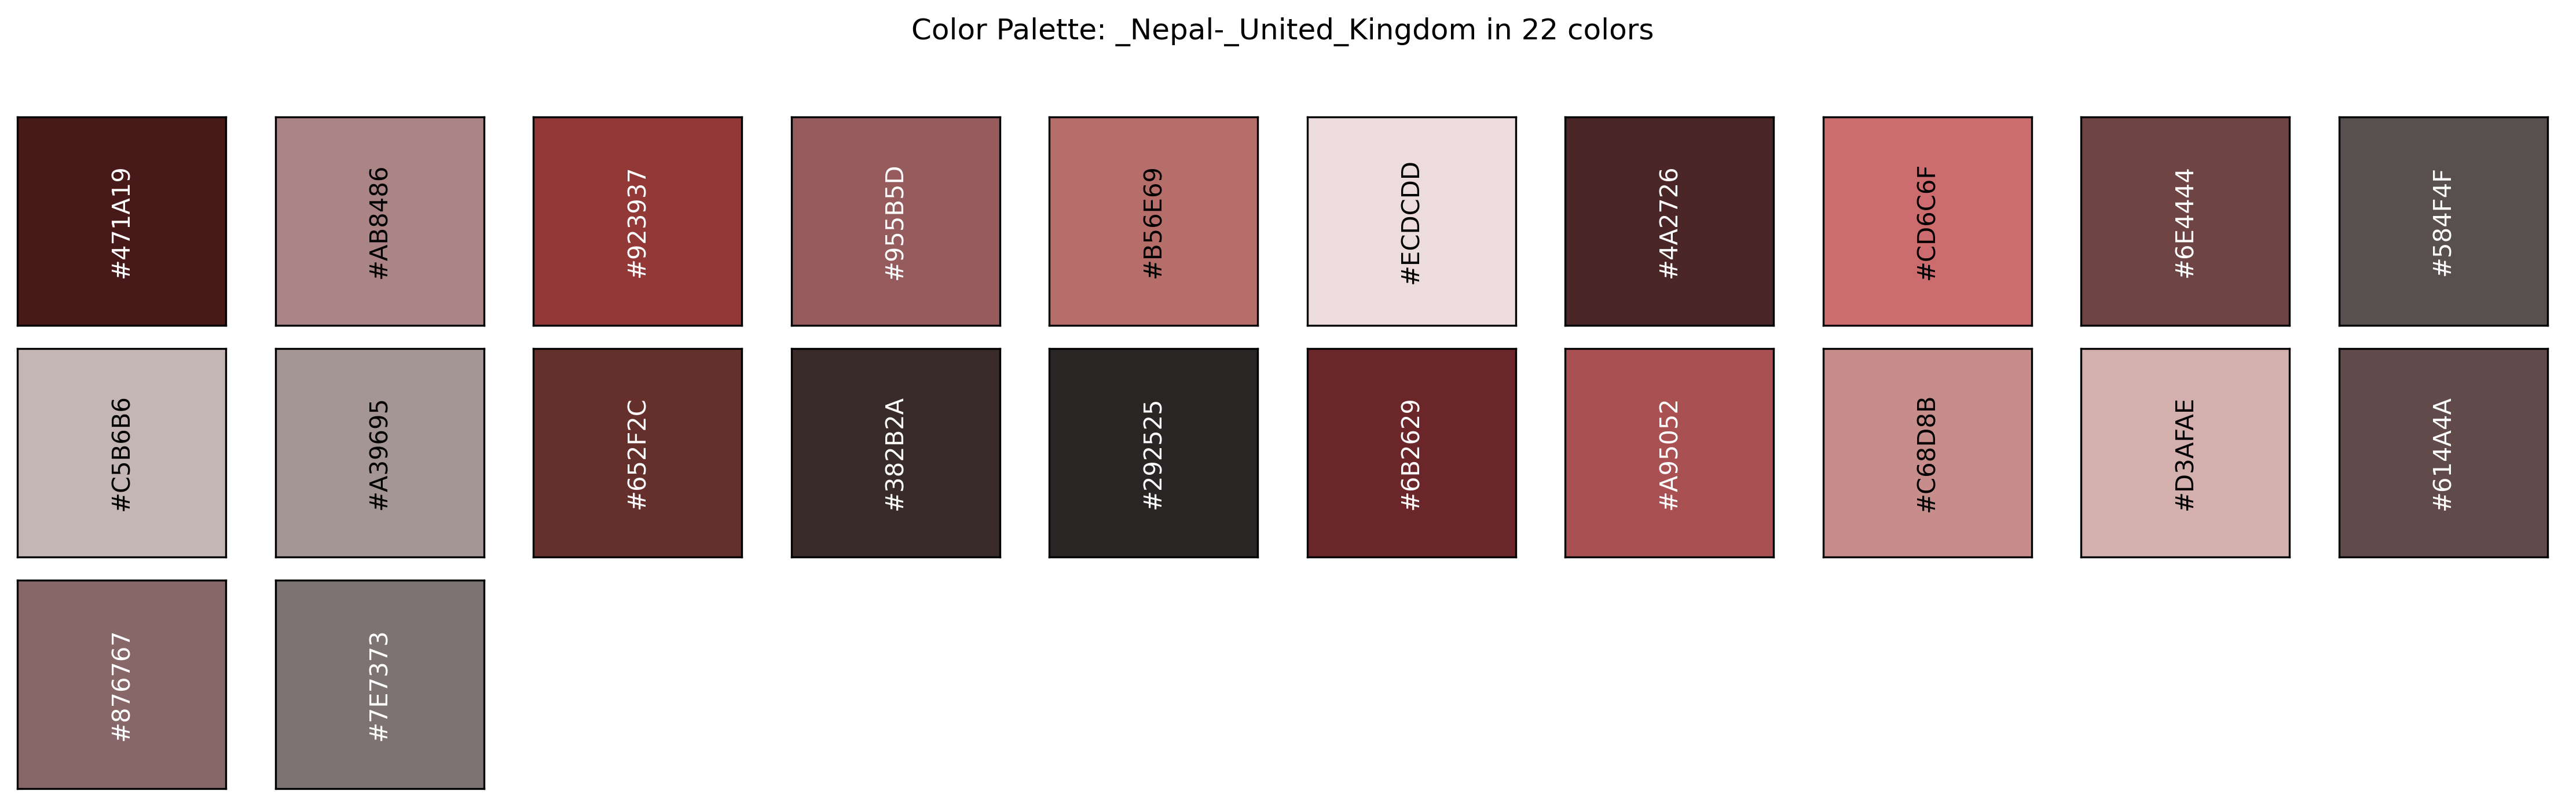 Color Palette: _Nepal-_United_Kingdom in 22 colors
#471A19
#AB8486
#923937
#955B5D
#B56E69
#ECDCDD
#4A2726
#CD6C6F
#6E4444
#584F4F
#C5B6B6
#A39695
#652F2C
#382B2A
#292525
#6B2629
#A95052
#C68D8B
#D3AFAE
#614A4A
#876767
#7E7373